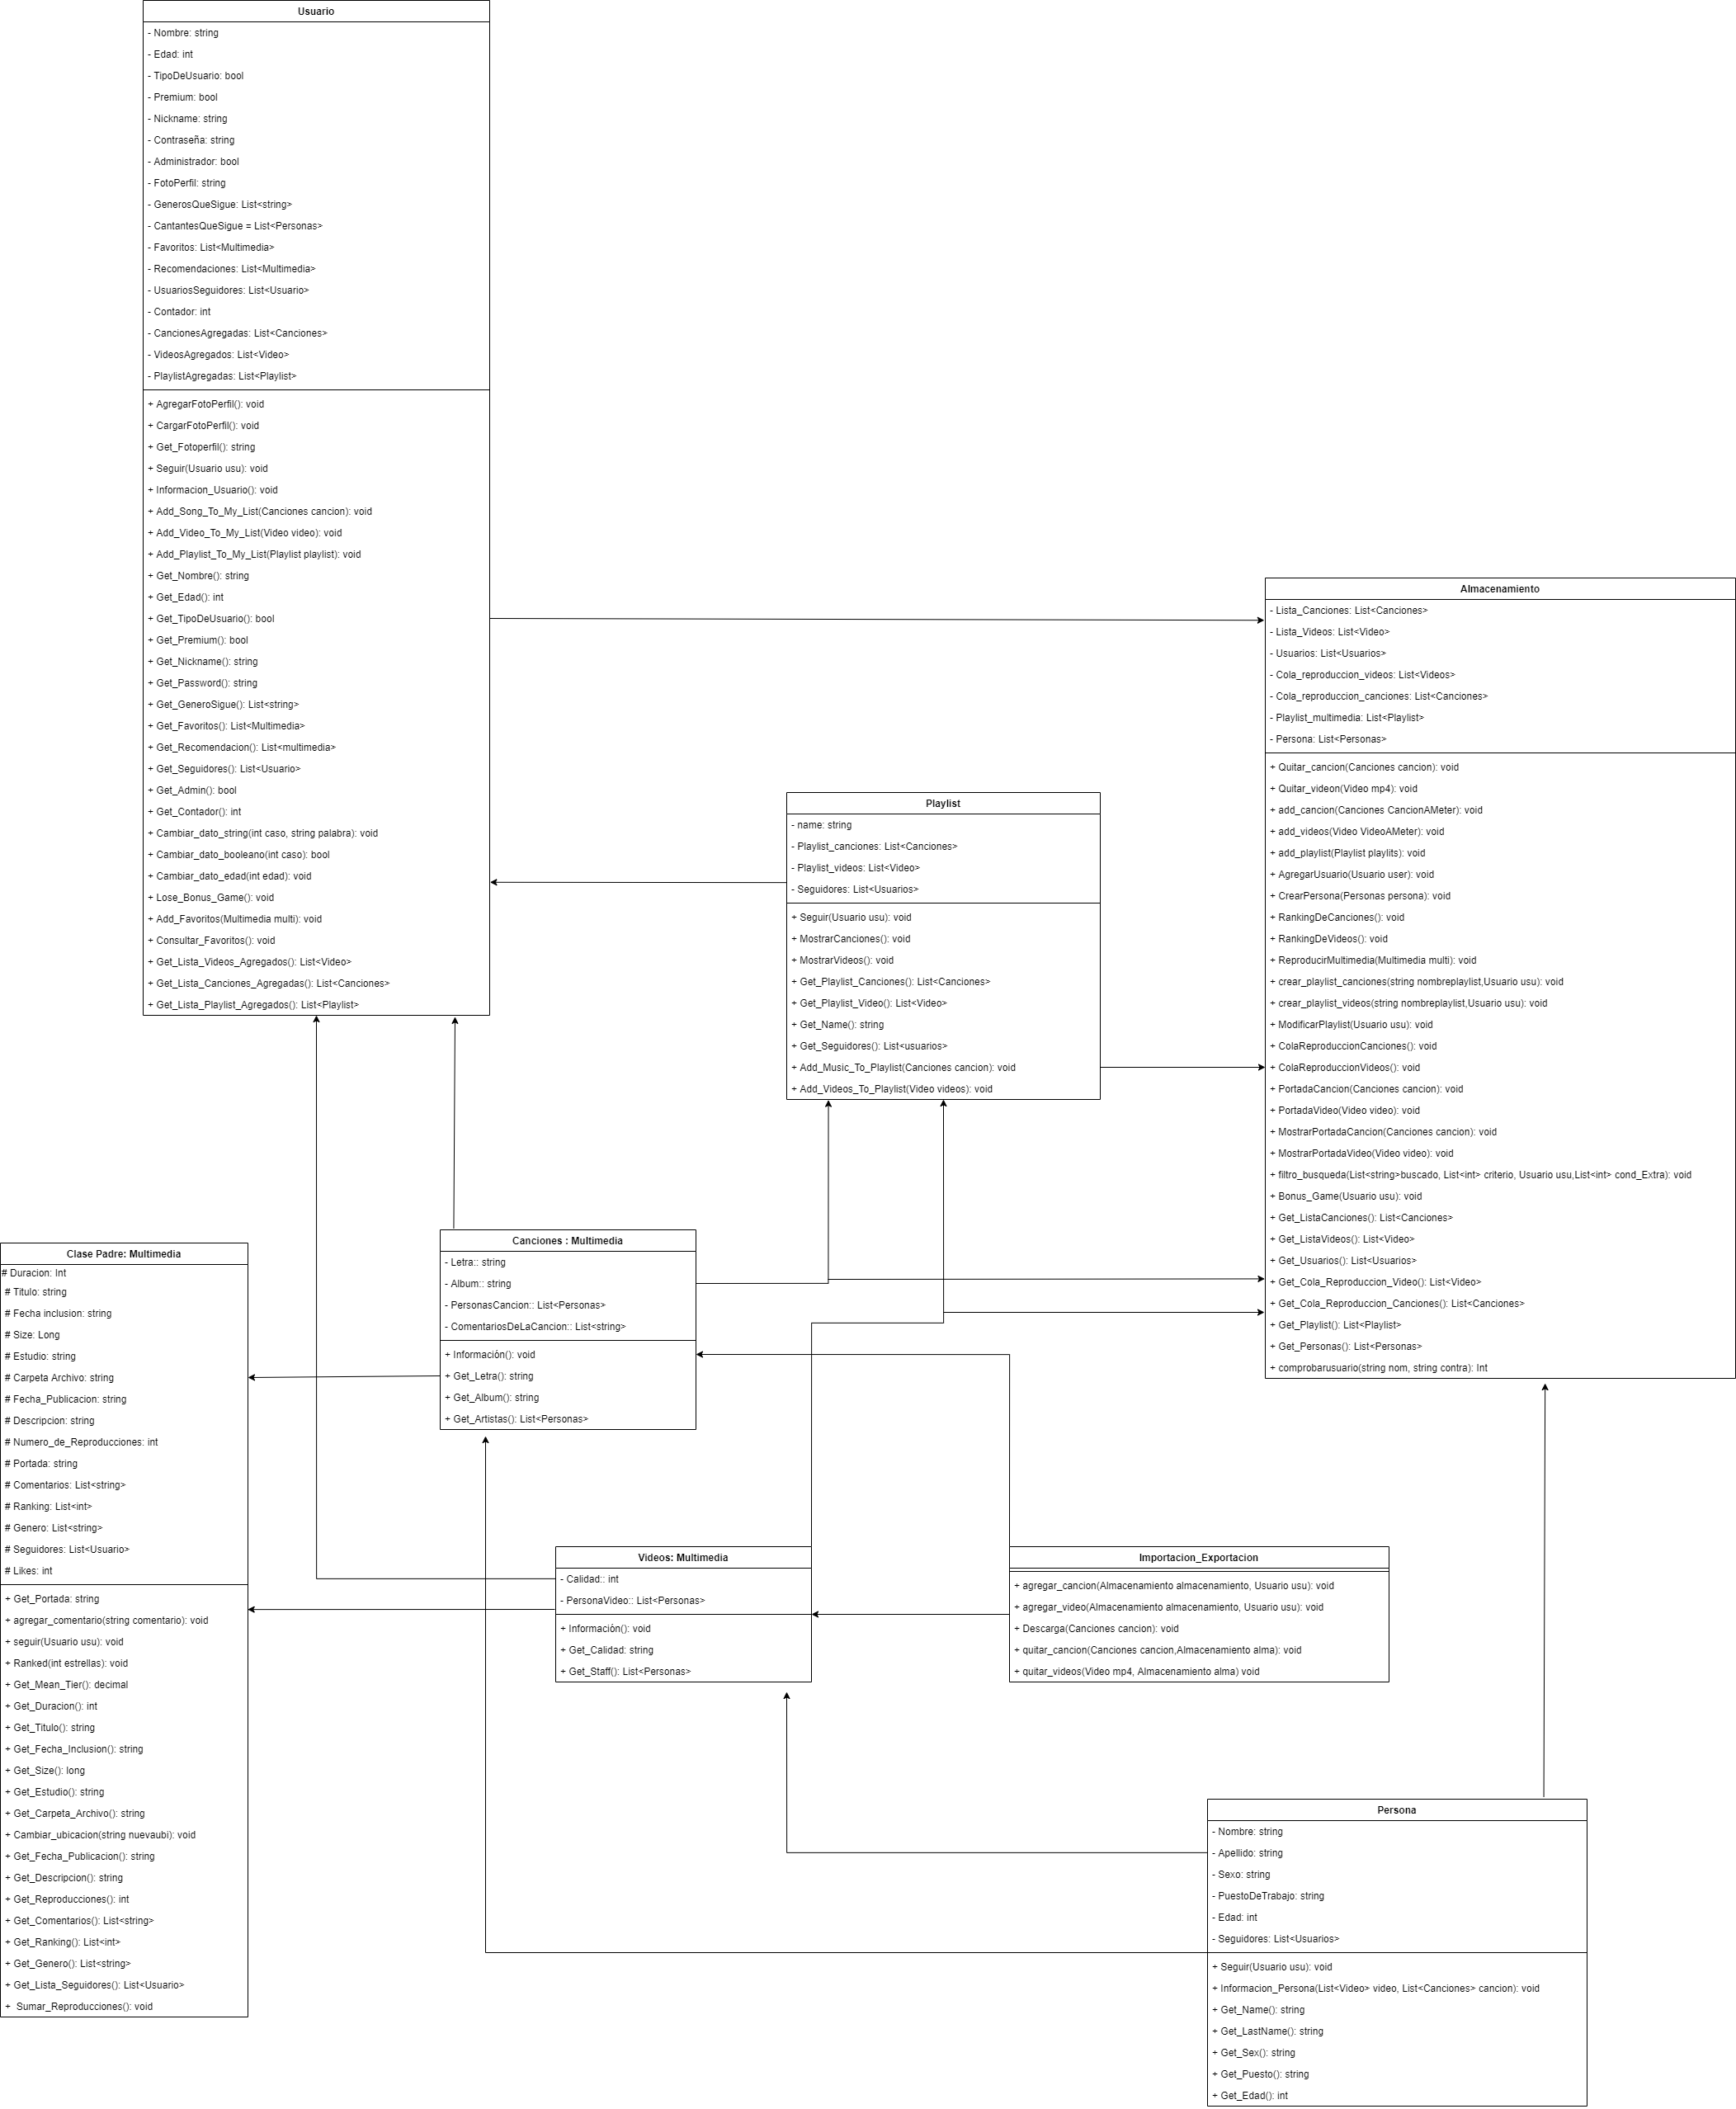 Usuario
- Nombre: string
- Edad: int
- TipoDeUsuario: bool
- Premium: bool
- Nickname: string
- Contraseña: string
- Administrador: bool
- FotoPerfil: string
- GenerosQueSigue: List<string>
- CantantesQueSigue = List<Personas>
- Favoritos: List<Multimedia>
- Recomendaciones: List<Multimedia>
- UsuariosSeguidores: List<Usuario>
- Contador: int
- CancionesAgregadas: List<Canciones>
- VideosAgregados: List<Video>
- PlaylistAgregadas: List<Playlist>
+ AgregarFotoPerfil(): void
+ CargarFotoPerfil(): void
+ Get_Fotoperfil(): string
+ Seguir(Usuario usu): void
+ Informacion_Usuario(): void
+ Add_Song_To_My_List(Canciones cancion): void
+ Add_Video_To_My_List(Video video): void
+ Add_Playlist_To_My_List(Playlist playlist): void
+ Get_Nombre(): string
+ Get_Edad(): int
+ Get_TipoDeUsuario(): bool
+ Get_Premium(): bool
+ Get_Nickname(): string
+ Get_Password(): string
+ Get_GeneroSigue(): List<string>
+ Get_Favoritos(): List<Multimedia>
+ Get_Recomendacion(): List<multimedia>
+ Get_Seguidores(): List<Usuario>
+ Get_Admin(): bool
+ Get_Contador(): int
+ Cambiar_dato_string(int caso, string palabra): void
+ Cambiar_dato_booleano(int caso): bool
+ Cambiar_dato_edad(int edad): void
+ Lose_Bonus_Game(): void
+ Add_Favoritos(Multimedia multi): void
+ Consultar_Favoritos(): void
+ Get_Lista_Videos_Agregados(): List<Video>
+ Get_Lista_Canciones_Agregadas(): List<Canciones>
+ Get_Lista_Playlist_Agregados(): List<Playlist>
Almacenamiento
- Lista_Canciones: List<Canciones>
- Lista_Videos: List<Video>
- Usuarios: List<Usuarios>
- Cola_reproduccion_videos: List<Videos>
- Cola_reproduccion_canciones: List<Canciones>
- Playlist_multimedia: List<Playlist>
- Persona: List<Personas>
+ Quitar_cancion(Canciones cancion): void
+ Quitar_videon(Video mp4): void
+ add_cancion(Canciones CancionAMeter): void
+ add_videos(Video VideoAMeter): void
+ add_playlist(Playlist playlits): void
+ AgregarUsuario(Usuario user): void
+ CrearPersona(Personas persona): void
+ RankingDeCanciones(): void
+ RankingDeVideos(): void
+ ReproducirMultimedia(Multimedia multi): void
+ crear_playlist_canciones(string nombreplaylist,Usuario usu): void
+ crear_playlist_videos(string nombreplaylist,Usuario usu): void
+ ModificarPlaylist(Usuario usu): void
+ ColaReproduccionCanciones(): void
+ ColaReproduccionVideos(): void
+ PortadaCancion(Canciones cancion): void
+ PortadaVideo(Video video): void
+ MostrarPortadaCancion(Canciones cancion): void
+ MostrarPortadaVideo(Video video): void
+ filtro_busqueda(List<string>buscado, List<int> criterio, Usuario usu,List<int> cond_Extra): void
+ Bonus_Game(Usuario usu): void
+ Get_ListaCanciones(): List<Canciones>
+ Get_ListaVideos(): List<Video>
+ Get_Usuarios(): List<Usuarios>
+ Get_Cola_Reproduccion_Video(): List<Video>
+ Get_Cola_Reproduccion_Canciones(): List<Canciones>
+ Get_Playlist(): List<Playlist>
+ Get_Personas(): List<Personas>
+ comprobarusuario(string nom, string contra): Int
Playlist
- name: string
- Playlist_canciones: List<Canciones>
- Playlist_videos: List<Video>
- Seguidores: List<Usuarios>
+ Seguir(Usuario usu): void
+ MostrarCanciones(): void
+ MostrarVideos(): void
+ Get_Playlist_Canciones(): List<Canciones>
+ Get_Playlist_Video(): List<Video>
+ Get_Name(): string
+ Get_Seguidores(): List<usuarios>
+ Add_Music_To_Playlist(Canciones cancion): void
+ Add_Videos_To_Playlist(Video videos): void
Canciones : Multimedia
- Letra:: string
- Album:: string
- PersonasCancion:: List<Personas>
- ComentariosDeLaCancion:: List<string>
+ Información(): void
+ Get_Letra(): string
+ Get_Album(): string
+ Get_Artistas(): List<Personas>
Clase Padre: Multimedia
# Duracion: Int
# Titulo: string
# Fecha inclusion: string
# Size: Long
# Estudio: string
# Carpeta Archivo: string
# Fecha_Publicacion: string
# Descripcion: string
# Numero_de_Reproducciones: int
# Portada: string
# Comentarios: List<string>
# Ranking: List<int>
# Genero: List<string>
# Seguidores: List<Usuario>
# Likes: int
+ Get_Portada: string
+ agregar_comentario(string comentario): void
+ seguir(Usuario usu): void
+ Ranked(int estrellas): void
+ Get_Mean_Tier(): decimal
+ Get_Duracion(): int
+ Get_Titulo(): string
+ Get_Fecha_Inclusion(): string
+ Get_Size(): long
+ Get_Estudio(): string
+ Get_Carpeta_Archivo(): string
+ Cambiar_ubicacion(string nuevaubi): void
+ Get_Fecha_Publicacion(): string
+ Get_Descripcion(): string
+ Get_Reproducciones(): int
+ Get_Comentarios(): List<string>
+ Get_Ranking(): List<int>
+ Get_Genero(): List<string>
+ Get_Lista_Seguidores(): List<Usuario>
+ Sumar_Reproducciones(): void
Videos: Multimedia
- Calidad:: int
- PersonaVideo:: List<Personas>
+ Información(): void
+ Get_Calidad: string
+ Get_Staff(): List<Personas>
Importacion_Exportacion
+ agregar_cancion(Almacenamiento almacenamiento, Usuario usu): void
+ agregar_video(Almacenamiento almacenamiento, Usuario usu): void
+ Descarga(Canciones cancion): void
+ quitar_cancion(Canciones cancion,Almacenamiento alma): void
+ quitar_videos(Video mp4, Almacenamiento alma) void
Persona
- Nombre: string
- Apellido: string
- Sexo: string
- PuestoDeTrabajo: string
- Edad: int
- Seguidores: List<Usuarios>
+ Seguir(Usuario usu): void
+ Informacion_Persona(List<Video> video, List<Canciones> cancion): void
+ Get_Name(): string
+ Get_LastName(): string
+ Get_Sex(): string
+ Get_Puesto(): string
+ Get_Edad(): int